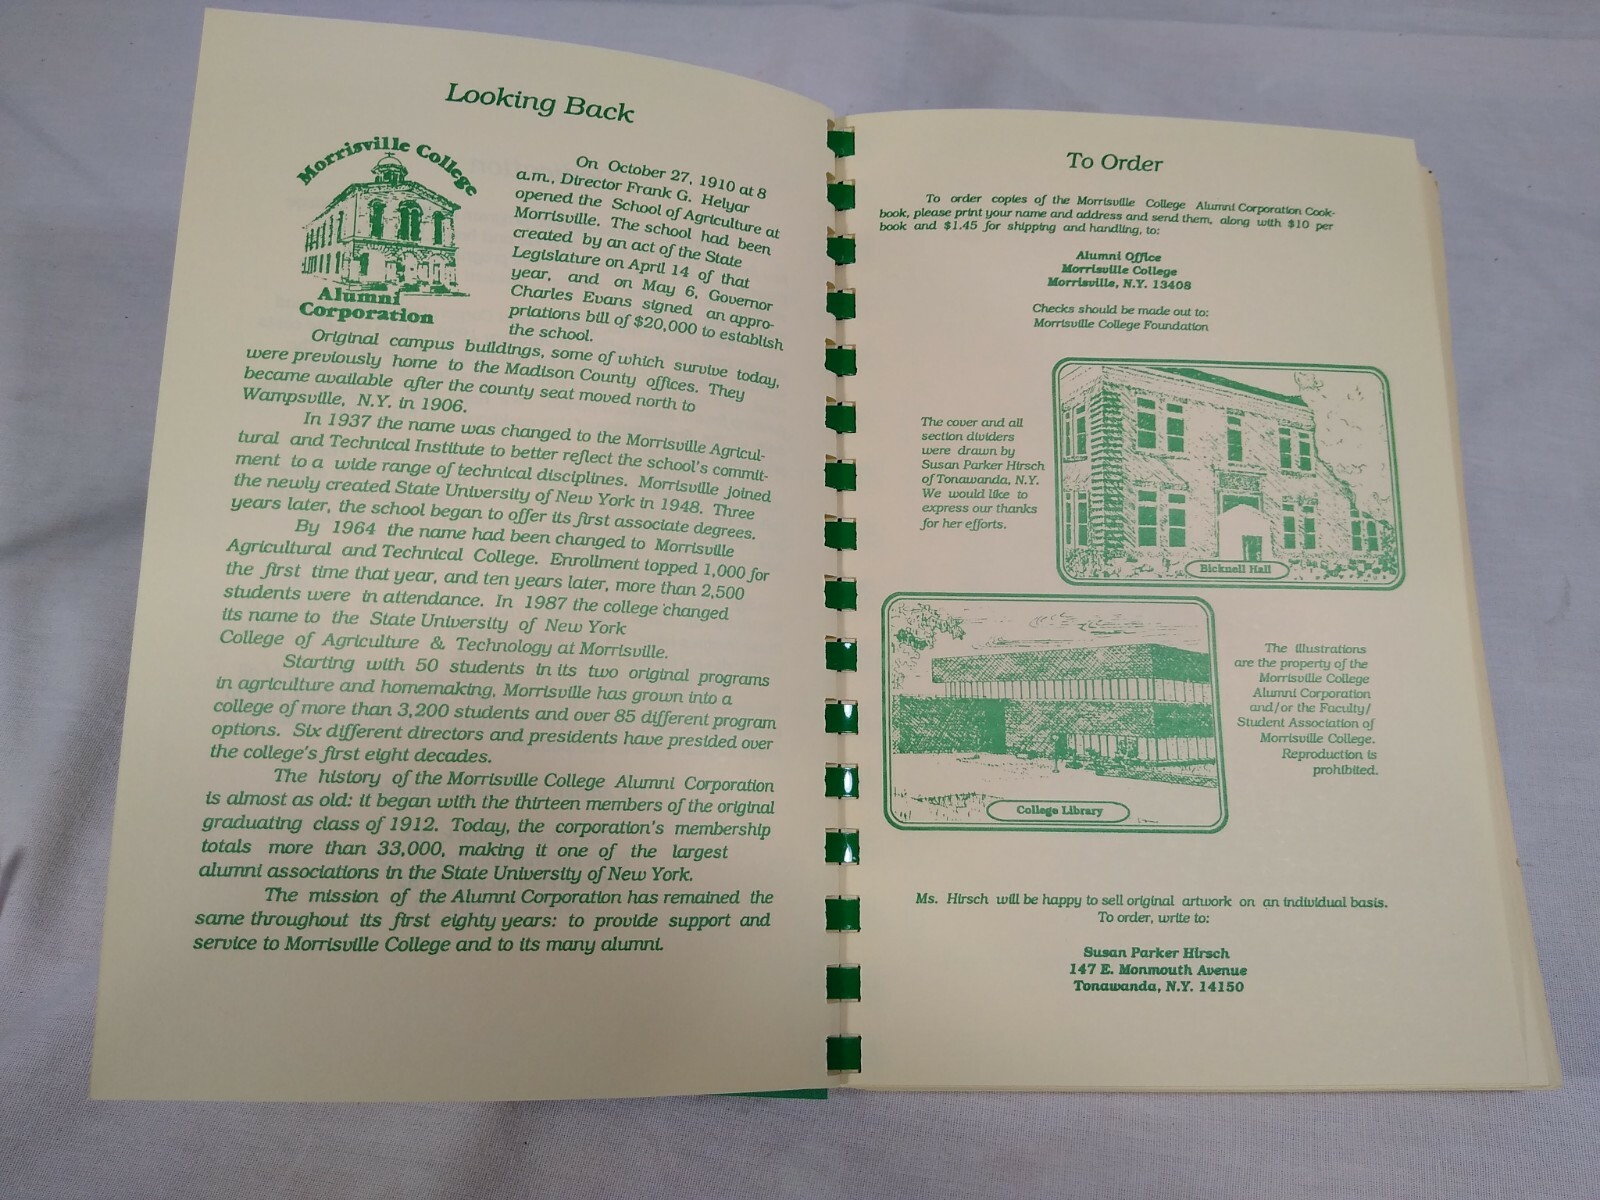 Looking Back
Morrisville College
Alumni
Corporation
On October 27, 1910 at 8
a.m., Director Frank G. Helyar
opened the School of Agriculture at
Morrisville. The school had been
created by an act of the State
Legislature on April 14 of that
year, and on May 6, Governor
Charles Evans signed an appro-
priations bill of $20,000 to establish
the school.
Original campus buildings, some of which survive today,
were previously home to the Madison County offices. They
became available after the county seat moved north to
Wampsville, N.Y. in 1906.
In 1937 the name was changed to the Morrisville Agricul-
tural and Technical Institute to better reflect the school's commit-
ment to a wide range of technical disciplines. Morrisville joined
the newly created State University of New York in 1948. Three
years later, the school began to offer its first associate degrees.
By 1964 the name had been changed to Morrisville
Agricultural and Technical College. Enrollment topped 1,000 for
the first time that year, and ten years later, more than 2,500
students were in attendance. In 1987 the college changed
its name to the State University of New York
College of Agriculture & Technology at Morrisville.
Starting with 50 students in its two original programs
in agriculture and homemaking, Morrisville has grown into a
college of more than 3,200 students and over 85 different program
options. Six different directors and presidents have presided over
the college's first eight decades.
The history of the Morrisville College Alumni Corporation
is almost as old: it began with the thirteen members of the original
graduating class of 1912. Today, the corporation's membership
totals more than 33,000, making it one of the largest
alumni associations in the State University of New York.
The mission of the Alumni Corporation has remained the
same throughout its first eighty years: to provide support and
service to Morrisville College and to its many alumni.
To Order
To order copies of the Morrisville College Alumni Corporation Cook-
book, please print your name and address and send them, along with $10 per
book and $1.45 for shipping and handling, to:
Alumni Office
Morrisville College
Morrisville, N.Y. 13408
Checks should be made out to:
Morrisville College Foundation
The cover and all
section dividers
were drawn by
Susan Parker Hirsch
of Tonawanda, N.Y.
We would like to
express our thanks
for her efforts.
Bicknell Hall
College Library
The illustrations
are the property of the
Morrisville College
Alumni Corporation
and/or the Faculty/
Student Association of
Morrisville College.
Reproduction is
prohibited.
Ms. Hirsch will be happy to sell original artwork on an individual basis.
To order, write to:
Susan Parker Hirsch
147 E. Monmouth Avenue
Tonawanda, N.Y. 14150